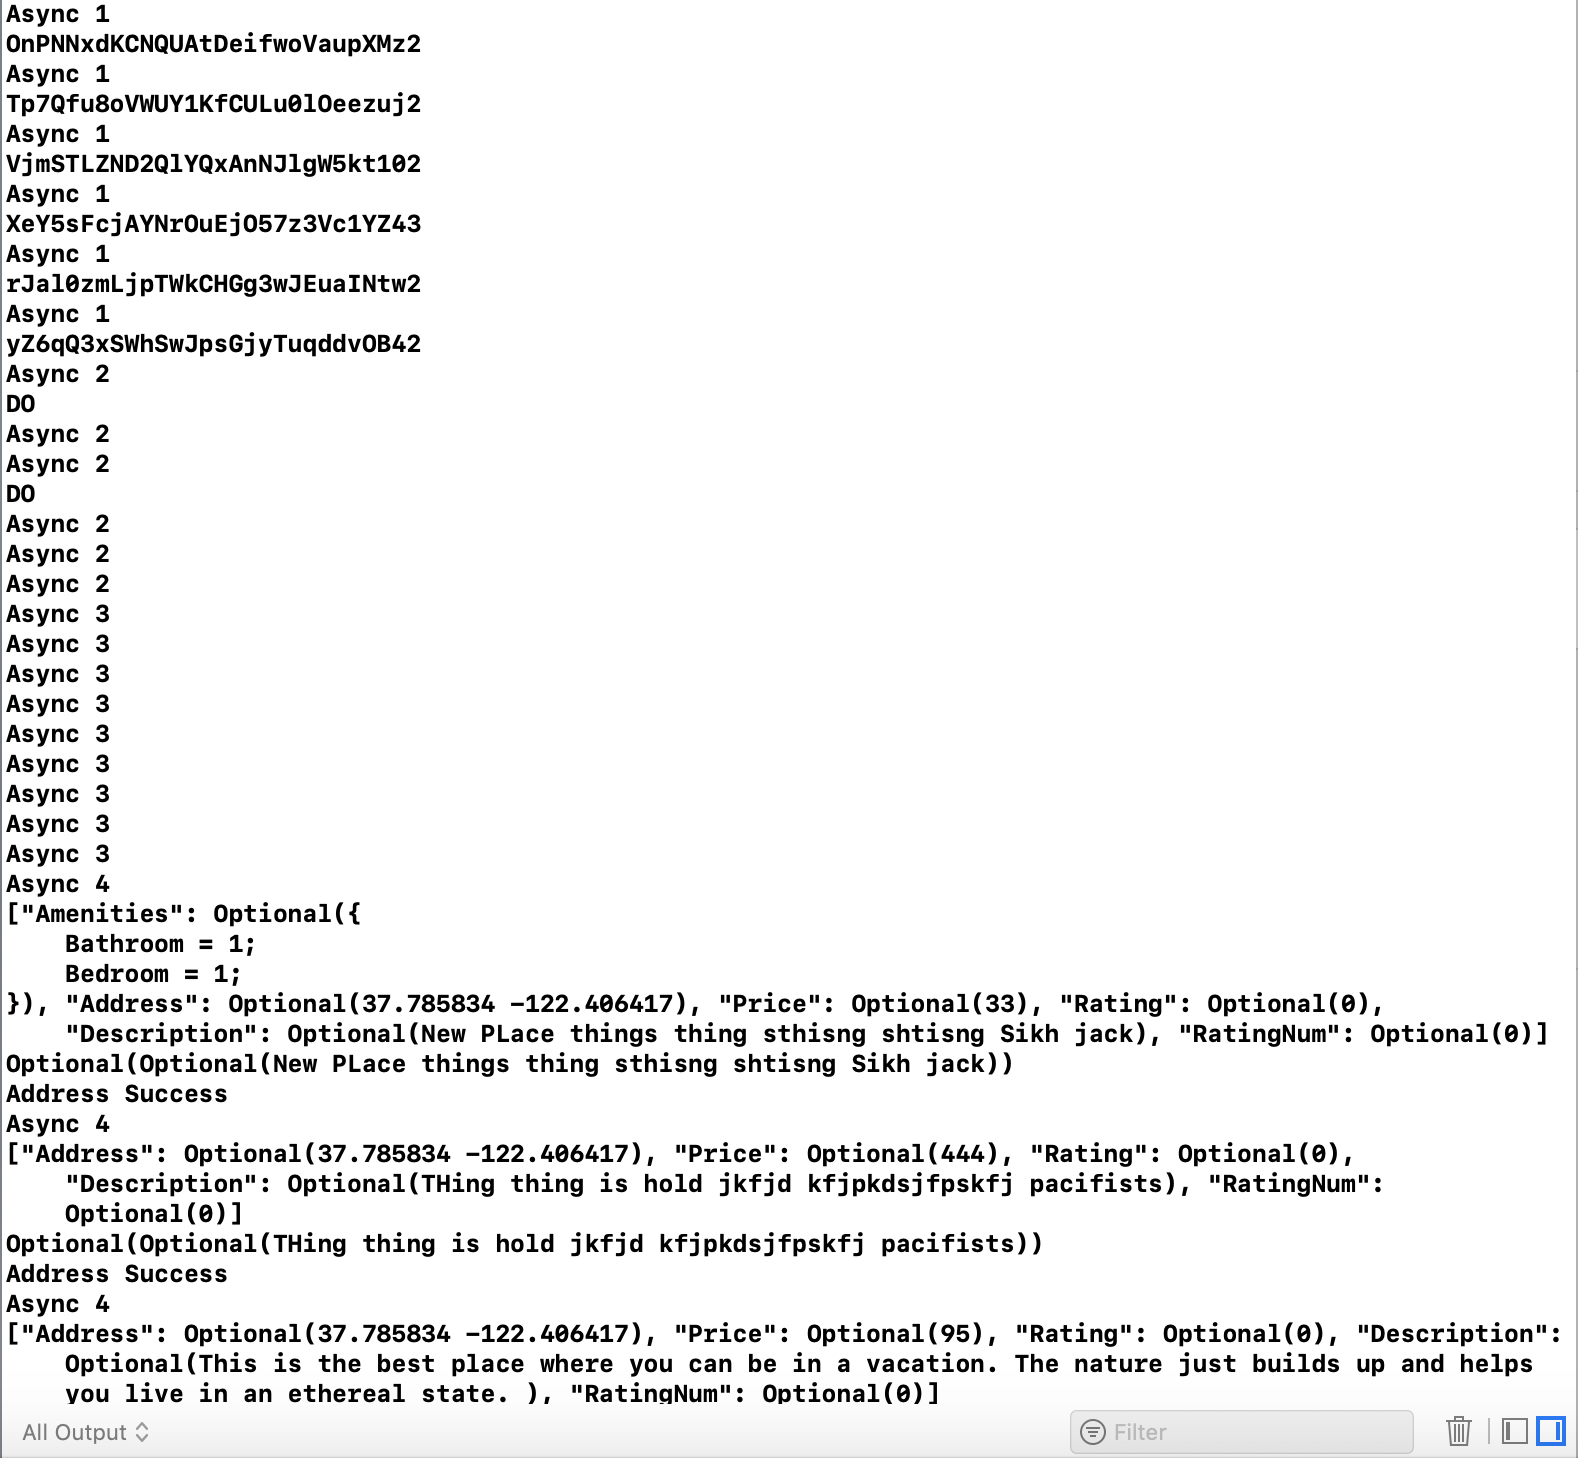 Async 1
OnPNNxdKCNQUAtDeifwoVaupXMz2
Async 1
Tp7Qfu8oVWUY1KfCULu0lOeezuj2
Async 1
VjmSTLZND2QlYQxAnNJlgW5kt102
Async 1
XeY5sFcjAYNrOuEjO57z3Vc1YZ43
Async 1
rJal0zmLjpTWkCHGg3wJEuaINtw2
Async 1
yZ6qQ3xSWhSwJpsGjyTuqddvOB42
Async 2
DO
Async 2
Async 2
DO
Async 2
Async 2
Async 2
Async 3
Async 3
Async 3
Async 3
Async 3
Async 3
Async 3
Async 3
Async 3
Async 4
["Amenities": Optional({
    Bathroom = 1;
    Bedroom = 1;
}), "Address": Optional(37.785834 -122.406417), "Price": Optional(33), "Rating": Optional(0),
    "Description": Optional(New PLace things thing sthisng shtisng Sikh jack), "RatingNum": Optional(0)]
Optional(Optional(New PLace things thing sthisng shtisng Sikh jack))
Address Success
Async 4
["Address": Optional(37.785834 -122.406417), "Price": Optional(444), "Rating": Optional(0),
    "Description": Optional(THing thing is hold jkfjd kfjpkdsjfpskfj pacifists), "RatingNum":
    Optional(0)]
Optional(Optional(THing thing is hold jkfjd kfjpkdsjfpskfj pacifists))
Address Success
Async 4
["Address": Optional(37.785834 -122.406417), "Price": Optional(95), "Rating": Optional(0), "Description":
    Optional(This is the best place where you can be in a vacation. The nature just builds up and helps
    you live in an ethereal state. ), "RatingNum": Optional(0)]
All Output
Filter